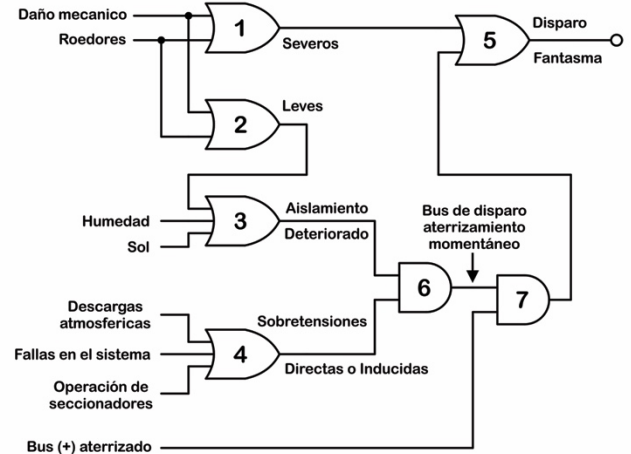 Daño mecanico
Roedores
1
Severos
5
Disparo
Fantasma
2
Leves
Humedad
Sol
3
Aislamiento
Deteriorado
Bus de disparo
aterrizamiento
momentáneo
6
7
Descargas
atmosfericas
Fallas en el sistema
Operación de
seccionadores
4
Sobretensiones
Directas o Inducidas
Bus (+) aterrizado